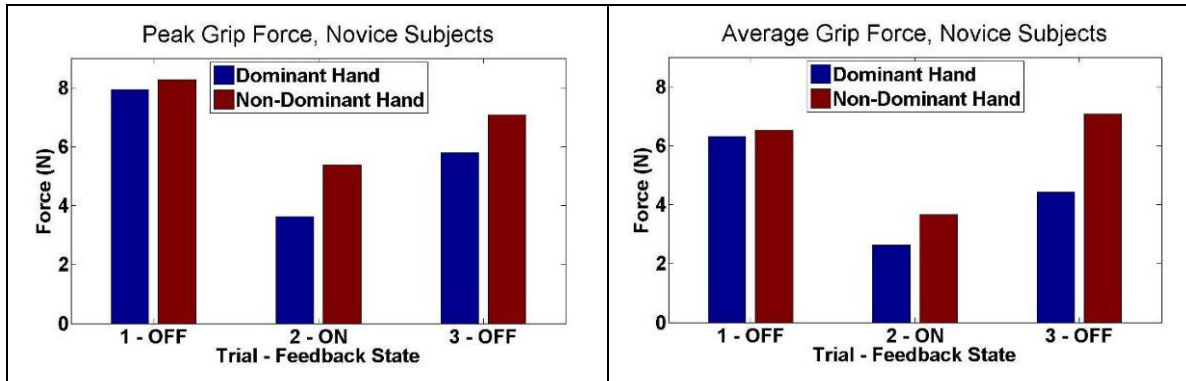 Peak Grip Force, Novice Subjects
Dominant Hand
Non-Dominant Hand
Force (N)
8
6
4
2
0
1 - OFF 2 - ON 3 - OFF
Trial - Feedback State
Average Grip Force, Novice Subjects
Dominant Hand
Non-Dominant Hand
Force (N)
8
6
4
2
0
1 - OFF 2 - ON 3 - OFF
Trial - Feedback State